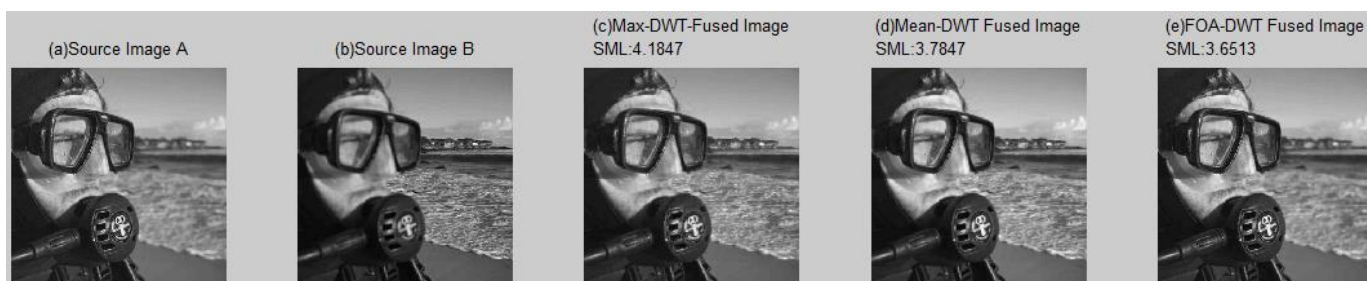 (a)Source Image A
(b)Source Image B
(c)Max-DWT-Fused Image
SML:4.1847
(d)Mean-DWT Fused Image
SML:3.7847
(e)FOA-DWT Fused Image
SML:3.6513